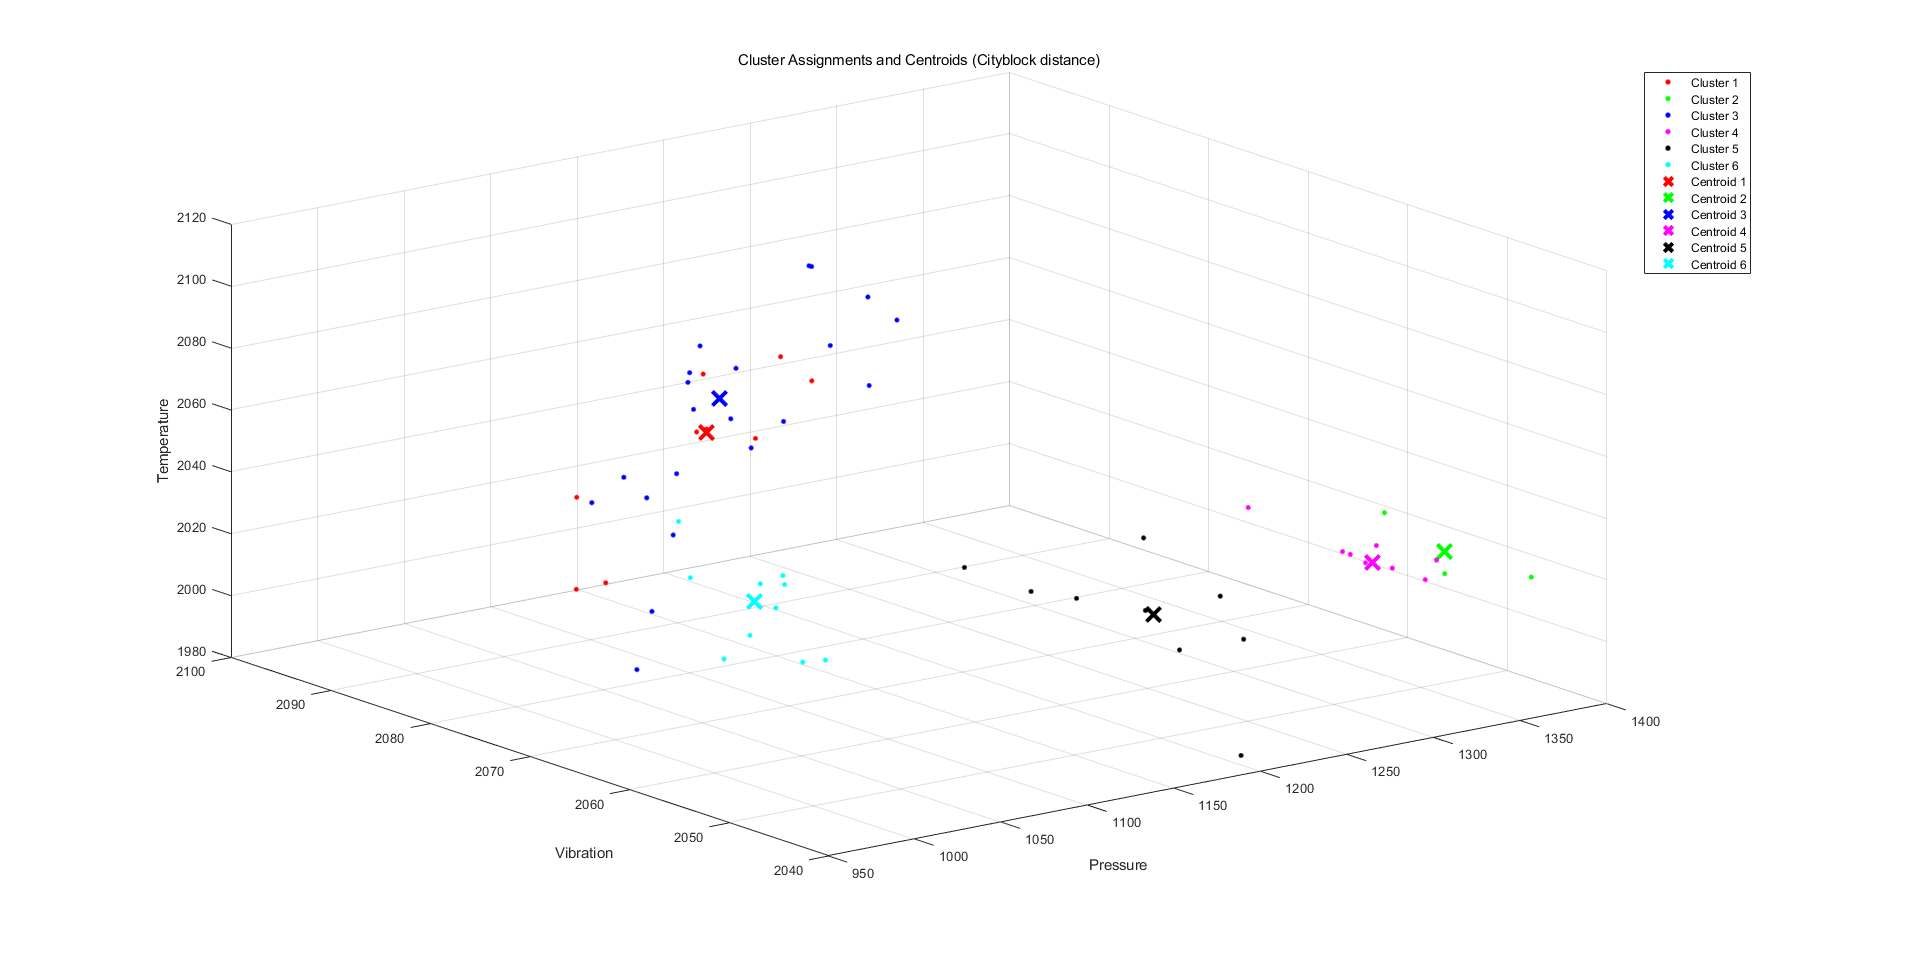 Cluster Assignments and Centroids (Cityblock distance)
Cluster 1
Cluster 2
Cluster 3
Cluster 4
Cluster 5
Cluster 6
Centroid 1
Centroid 2
Centroid 3
Centroid 4
Centroid 5
Centroid 6
2120
2100
2080
2060
2040
2020
2000
1980
Temperature
2100
2090
2080
2070
2060
2050
2040
Vibration
950
1000
1050
1100
1150
1200
1250
1300
1350
1400
Pressure